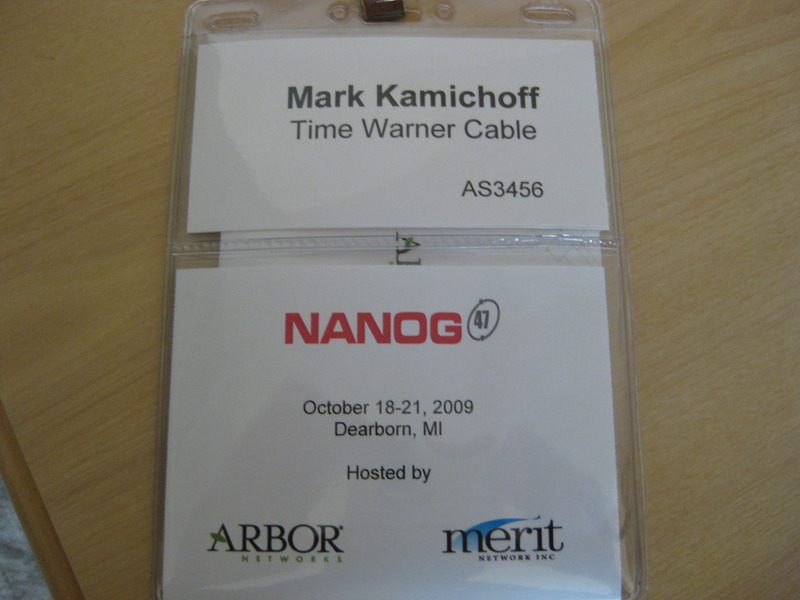 Mark Kamichoff
Time Warner Cable
AS3456
NANOG 47
October 18-21, 2009
Dearborn, MI
Hosted by
ARBOR®
NETWORKS
merit
NETWORK INC